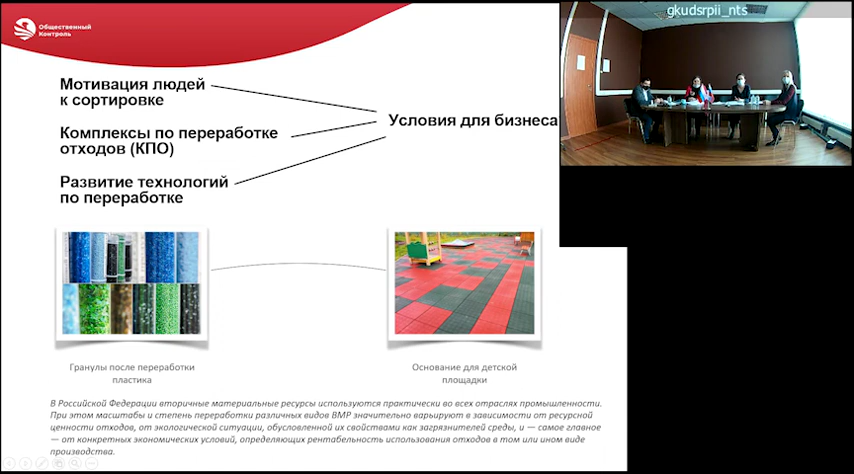 Общественный
Контроль
gkudsrpii_nts
Мотивация людей
к сортировке
Условия для бизнеса
Комплексы по переработке
отходов (КПО)
Развитие технологий
по переработке
Гранулы после переработки
пластика
Основание для детской
площадки
В Российской Федерации вторичные материальные ресурсы используются практически во всех отраслях промышленности.
При этом масштабы и степень переработки различных видов ВМР значительно варьируют в зависимости от ресурсной
ценности отходов, от экологической ситуации, обусловленной их свойствами как загрязнителей среды, и — самое главное
— от конкретных экономических условий, определяющих рентабельность использования отходов в том или ином виде
производства.